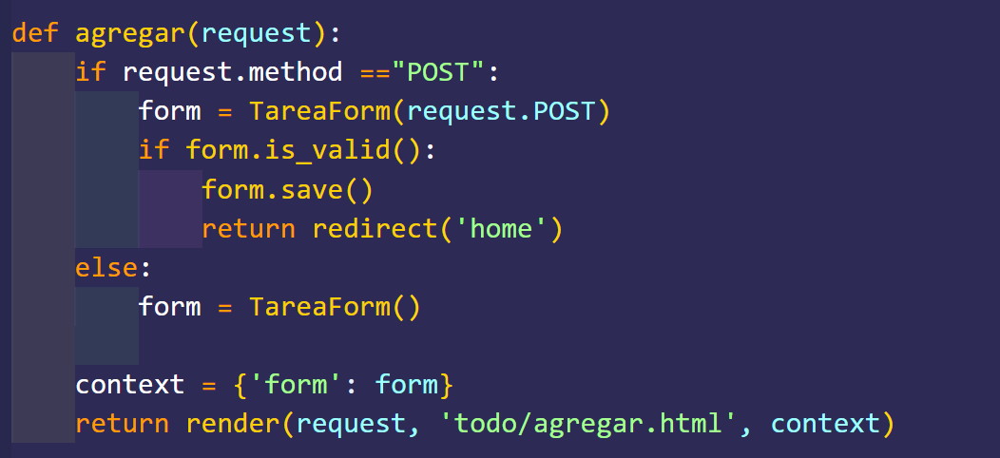 def agregar(request):
    if request.method =="POST":
        form = TareaForm(request.POST)
        if form.is_valid():
            form.save()
            return redirect('home')
    else:
        form = TareaForm()

    context = {'form': form}
    return render(request, 'todo/agregar.html', context)